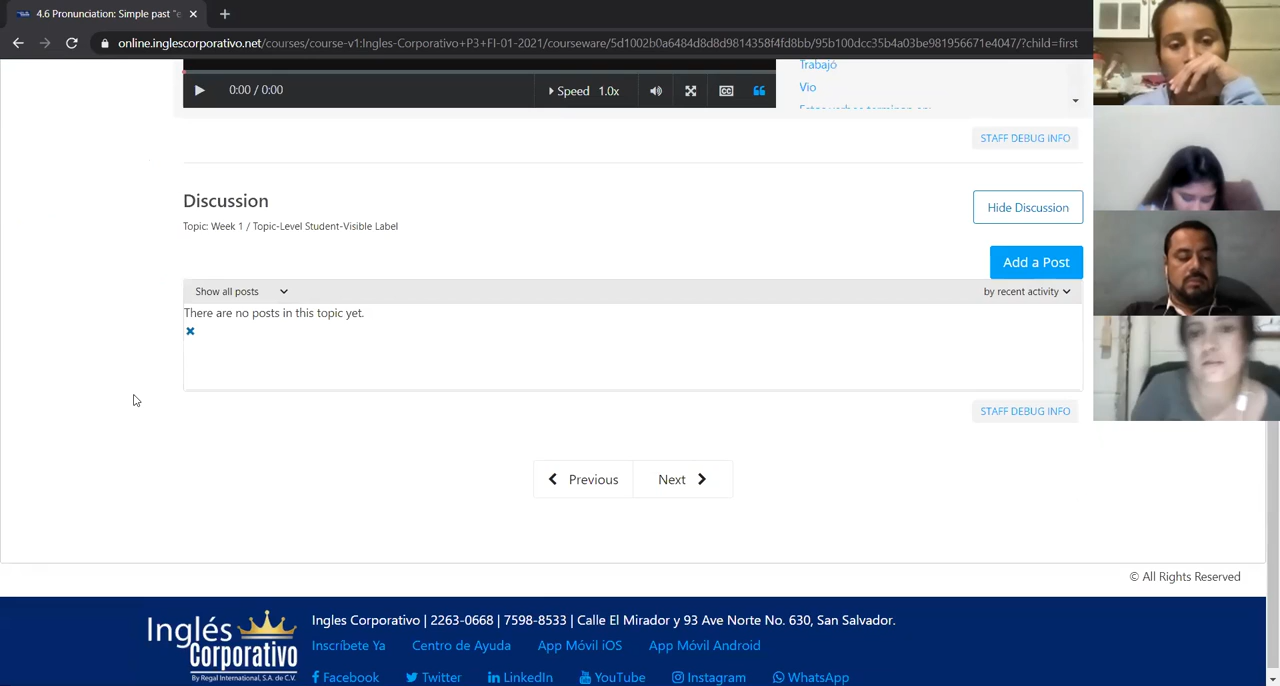 4.6 Pronunciation: Simple past "e
online.inglescorporativo.net/courses/course-v1:Ingles-Corporativo+P3+FI-01-2021/courseware/5d1002b0a6484d8d8d9814358f4fd8bb/95b100dcc35b4a03be981956671e4047/?child=first
Trabajó
0:00 / 0:00
Speed 1.0x
Vio
Estos verbos terminan en:
STAFF DEBUG INFO
Discussion
Hide Discussion
Topic: Week 1 / Topic-Level Student-Visible Label
Add a Post
Show all posts
by recent activity
There are no posts in this topic yet.
STAFF DEBUG INFO
Previous
Next
© All Rights Reserved
Inglés
Corporativo
By Regal International, S.A. de C.V.
Ingles Corporativo | 2263-0668 | 7598-8533 | Calle El Mirador y 93 Ave Norte No. 630, San Salvador.
Inscríbete Ya Centro de Ayuda App Móvil iOS App Móvil Android
Facebook Twitter LinkedIn YouTube Instagram WhatsApp